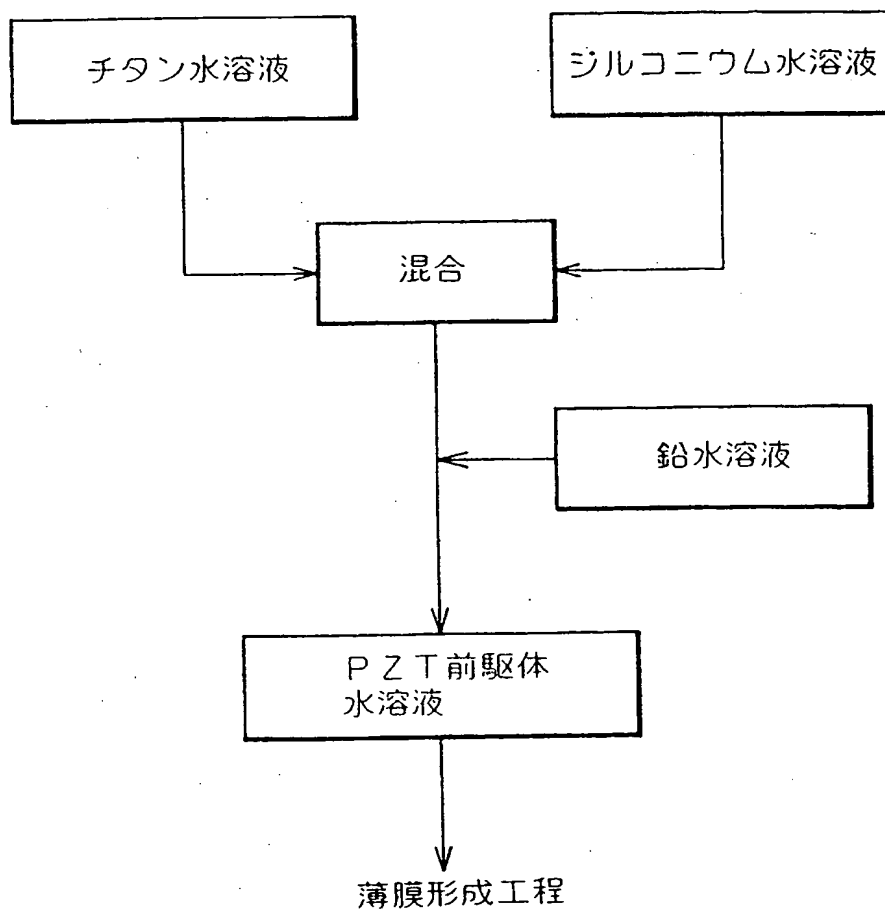 チタン水溶液
ジルコニウム水溶液
混合
鉛水溶液
PZT前駆体
水溶液
薄膜形成工程